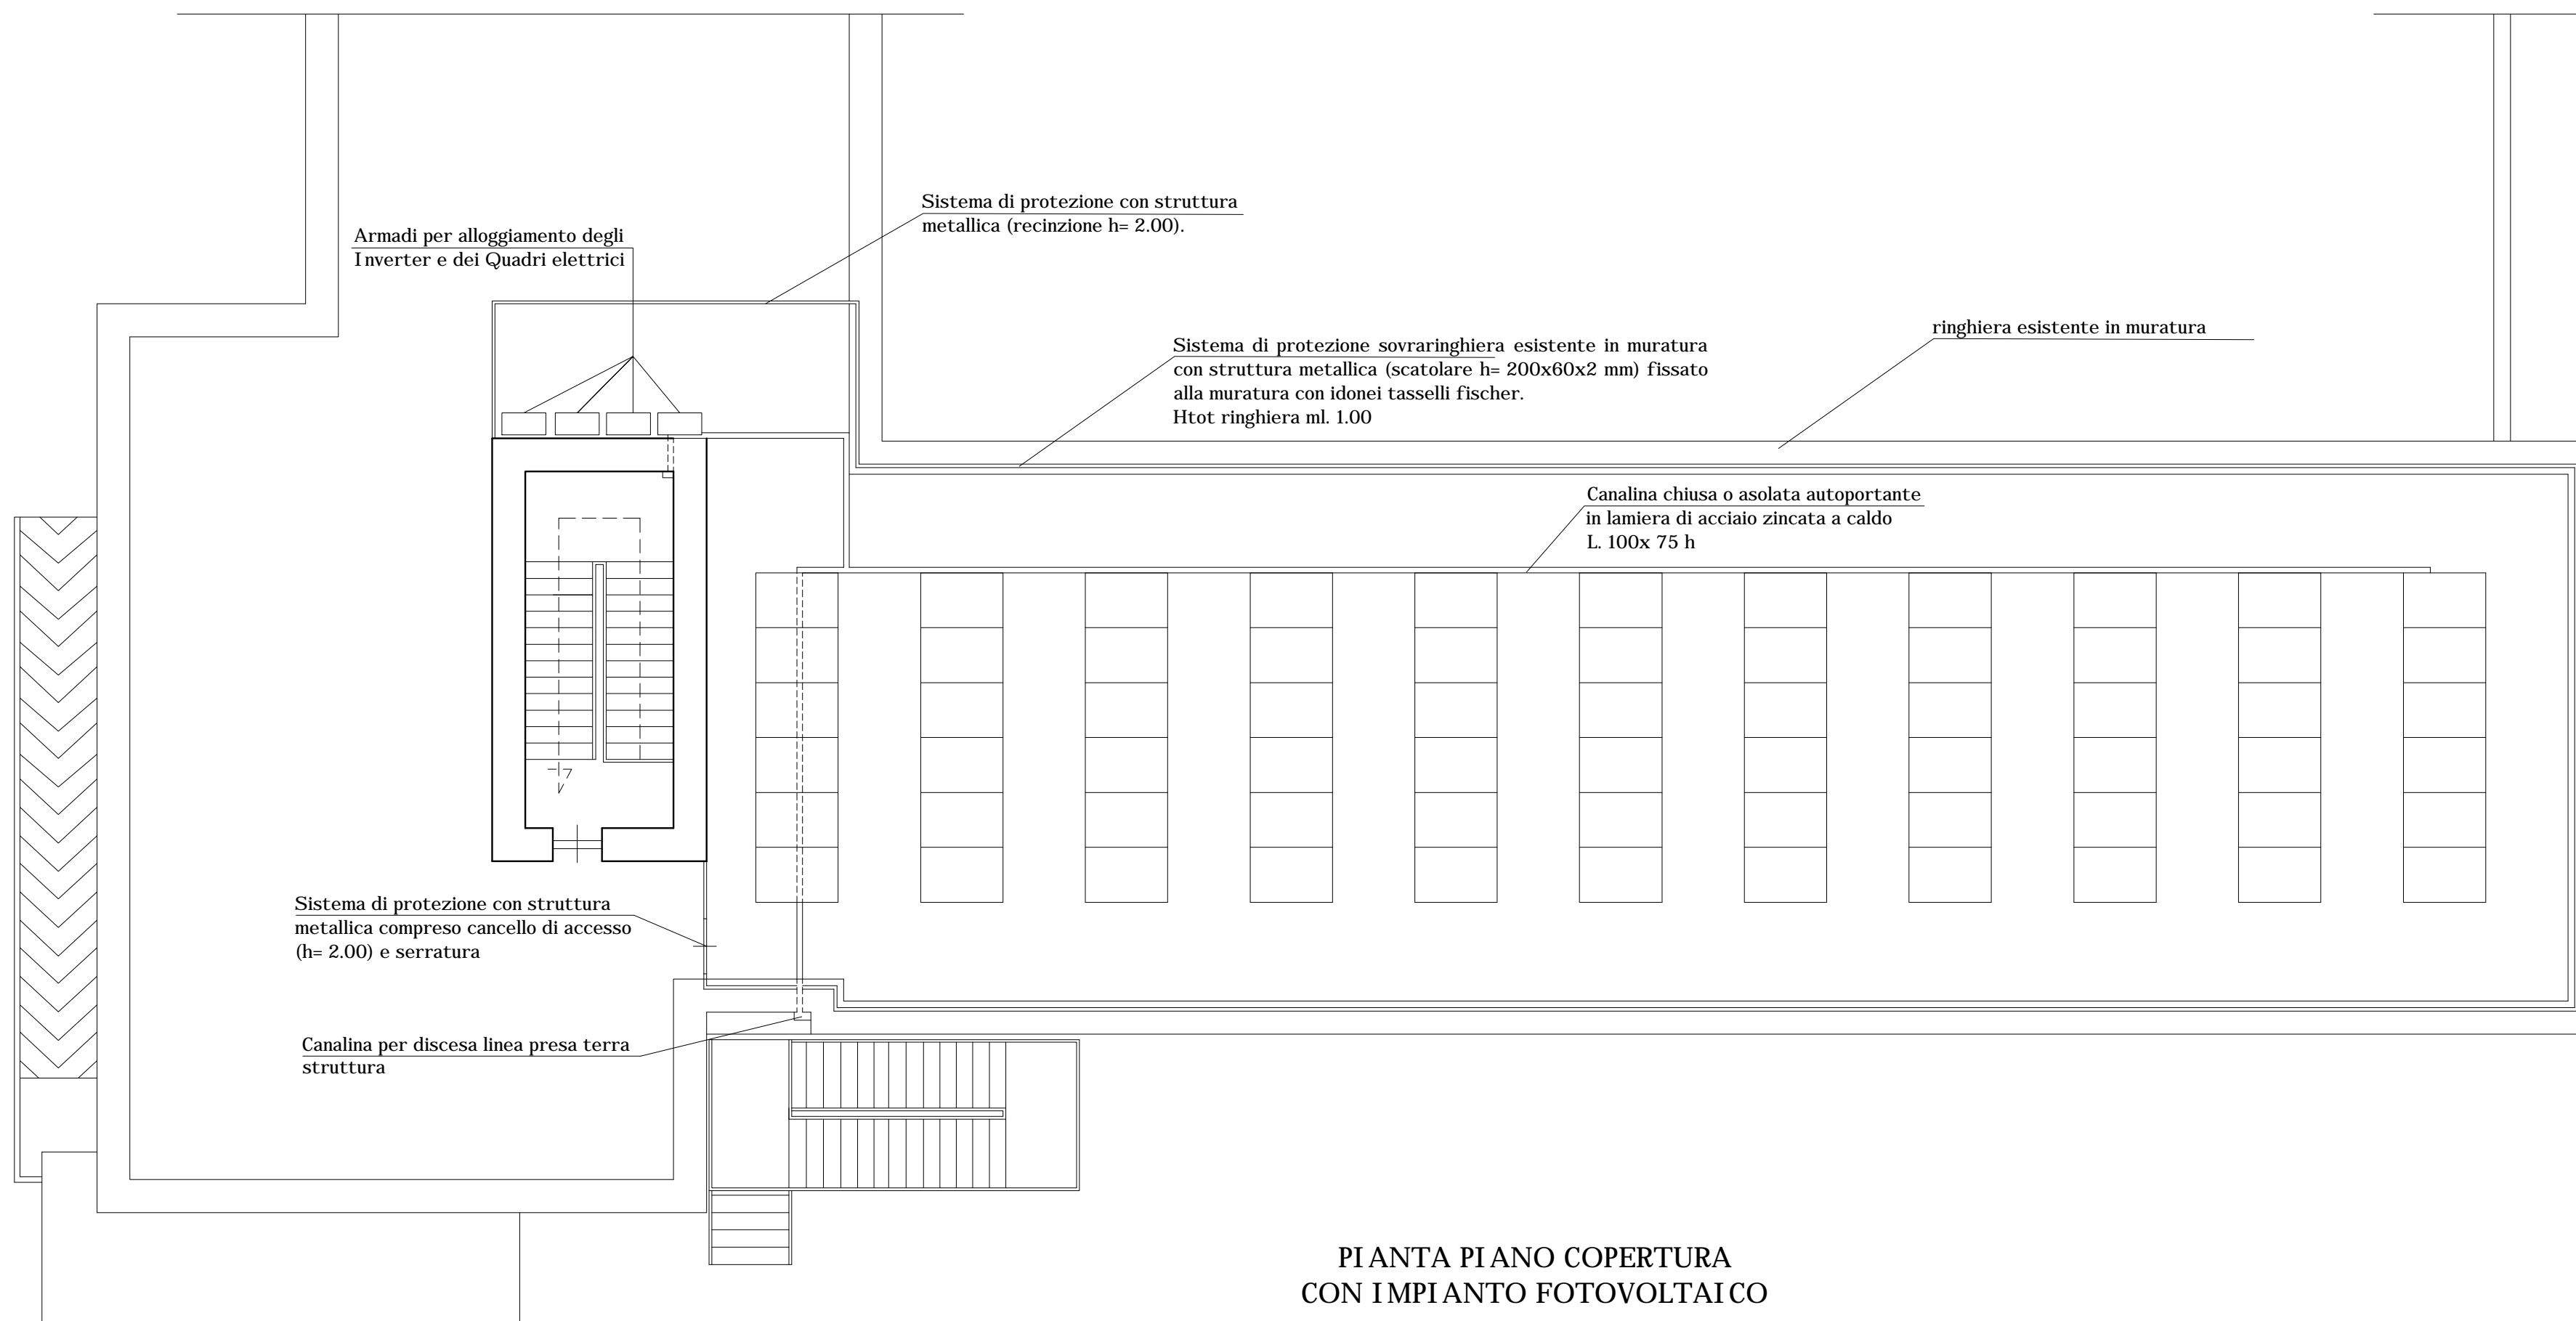 Sistema di protezione con struttura
metallica (recinzione h= 2.00).
Armadi per alloggiamento degli
Inverter e dei Quadri elettrici
ringhiera esistente in muratura
Sistema di protezione sovraringhiera esistente in muratura
con struttura metallica (scatolare h= 200x60x2 mm) fissato
alla muratura con idonei tasselli fischer.
Htot ringhiera ml. 1.00
Canalina chiusa o asolata autoportante
in lamiera di acciaio zincata a caldo
L. 100x 75 h
Sistema di protezione con struttura
metallica compreso cancello di accesso
(h= 2.00) e serratura
Canalina per discesa linea presa terra
struttura
PIANTA PIANO COPERTURA
CON IMPIANTO FOTOVOLTAICO